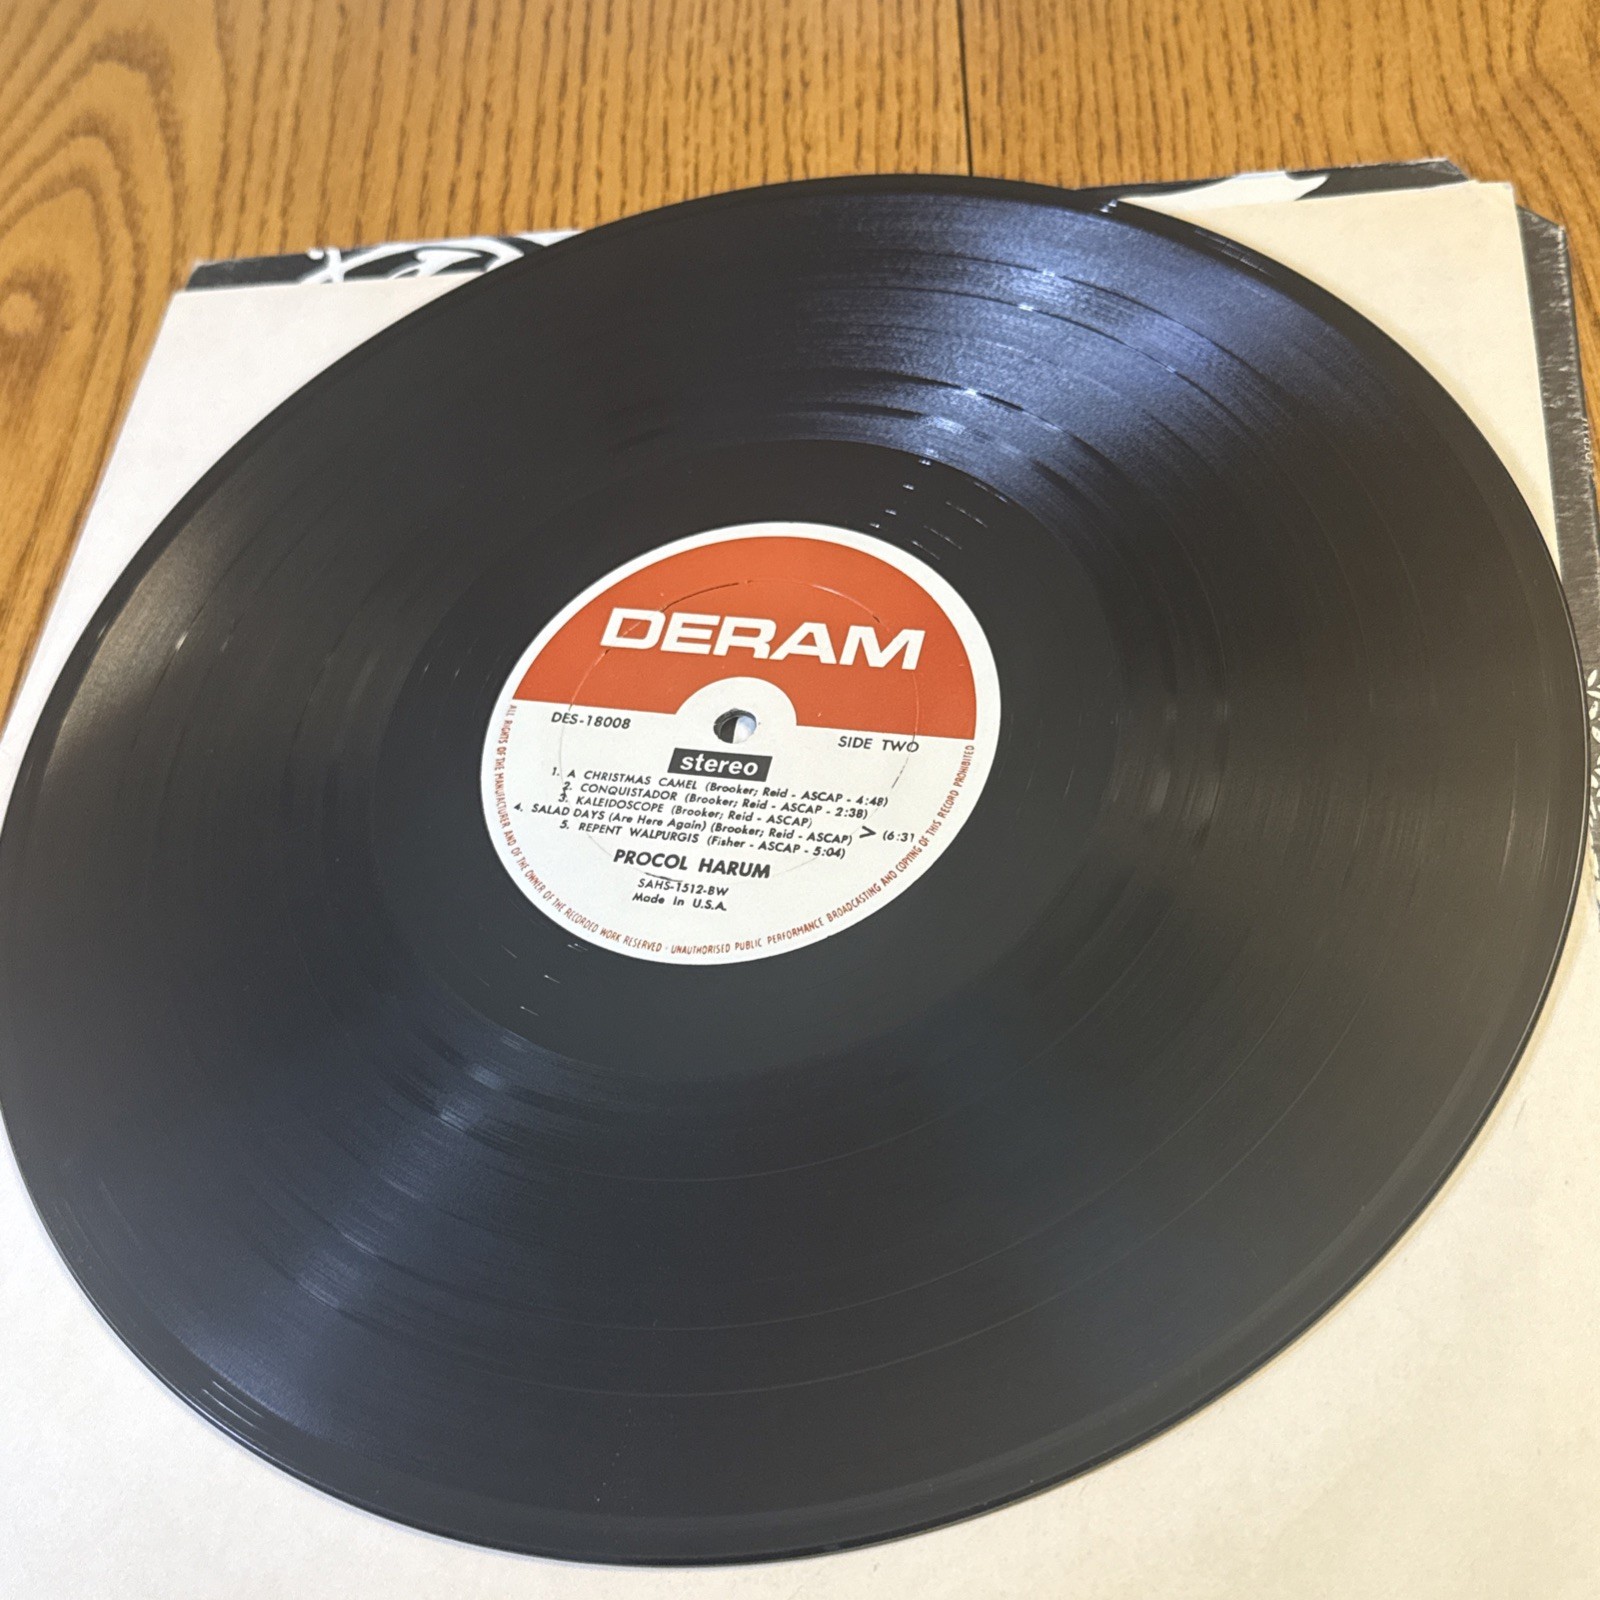 DERAM
DES-18008
SIDE TWO
stereo
1. A CHRISTMAS CAMEL (Brooker; Reid - ASCAP - 4:48)
2. CONQUISTADOR (Brooker; Reid - ASCAP - 2:38)
3. KALEIDOSCOPE (Brooker; Reid - ASCAP)
4. SALAD DAYS (Are Here Again) (Brooker; Reid - ASCAP) > (6:31
5. REPENT WALPURGIS (Fisher - ASCAP - 5:04)
PROCOL HARUM
SAHS-1512-BW
Made In U.S.A.
ALL RIGHTS OF THE MANUFACTURER AND OF THE OWNER OF THE RECORDED WORK RESERVED - UNAUTHORISED PUBLIC PERFORMANCE BROADCASTING AND COPYING OF THIS RECORD PROHIBITED